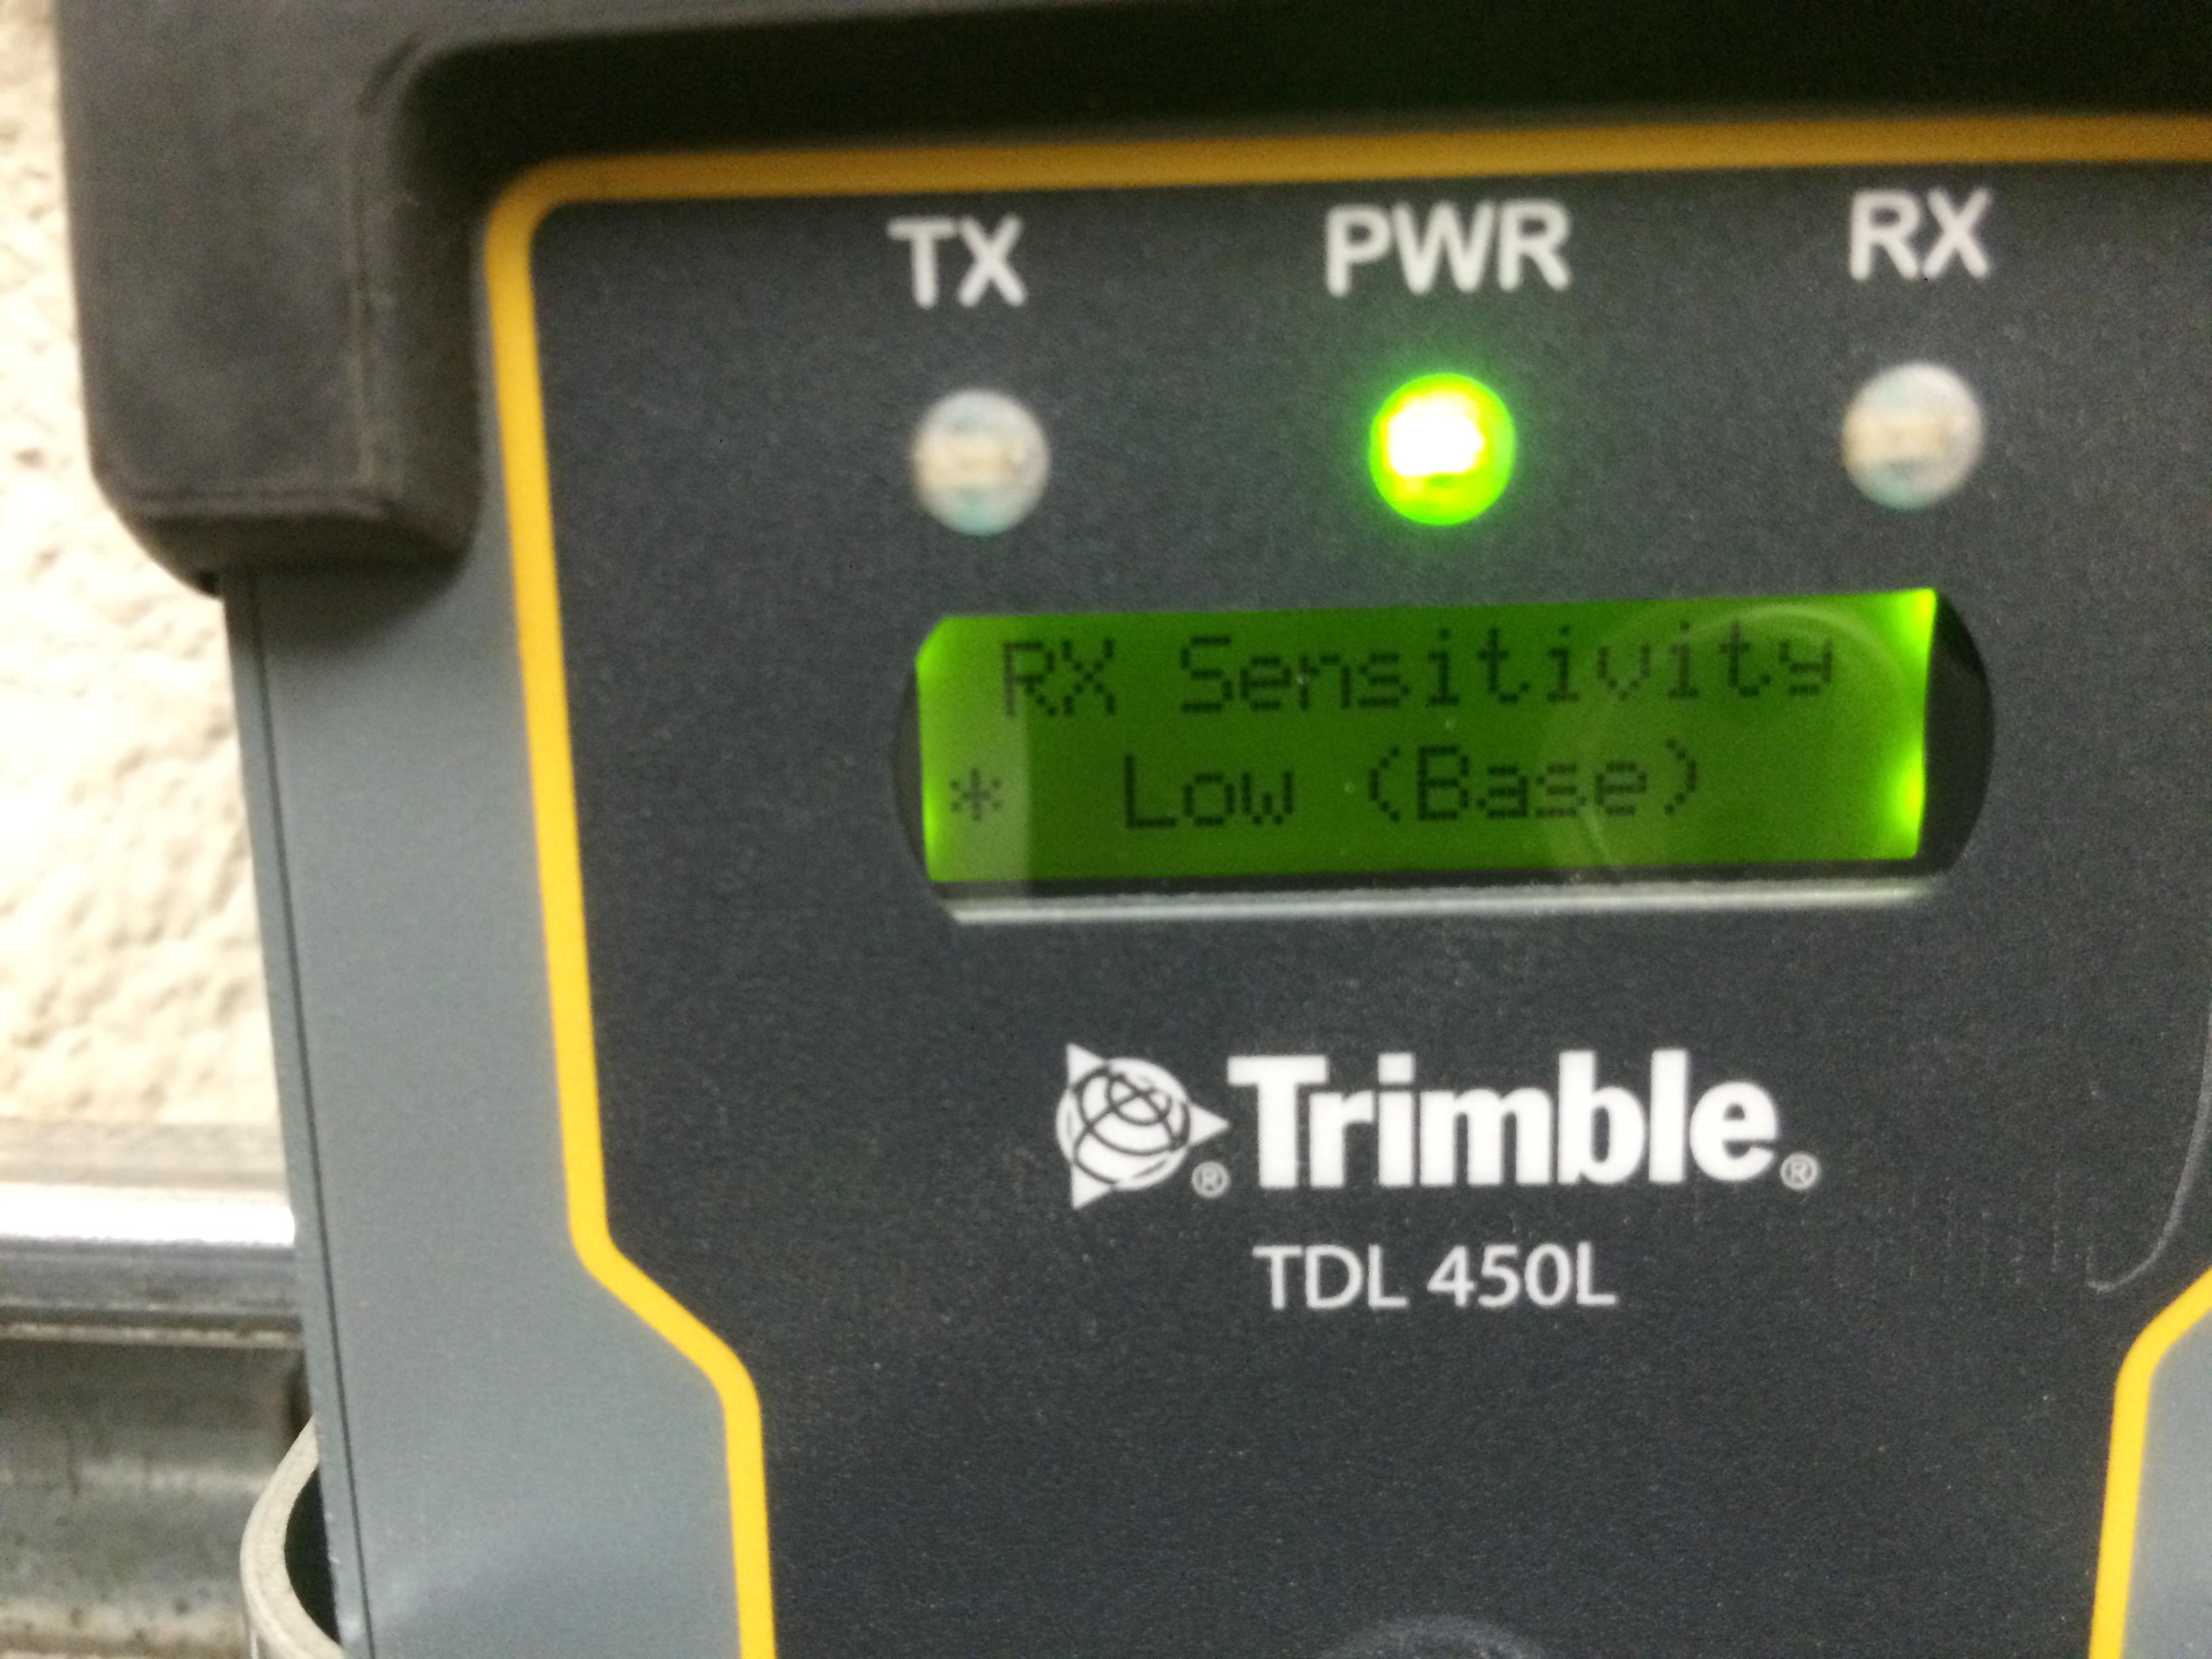 TX PWR RX
RX Sensitivity
* Low (Base)
® Trimble®
TDL 450L